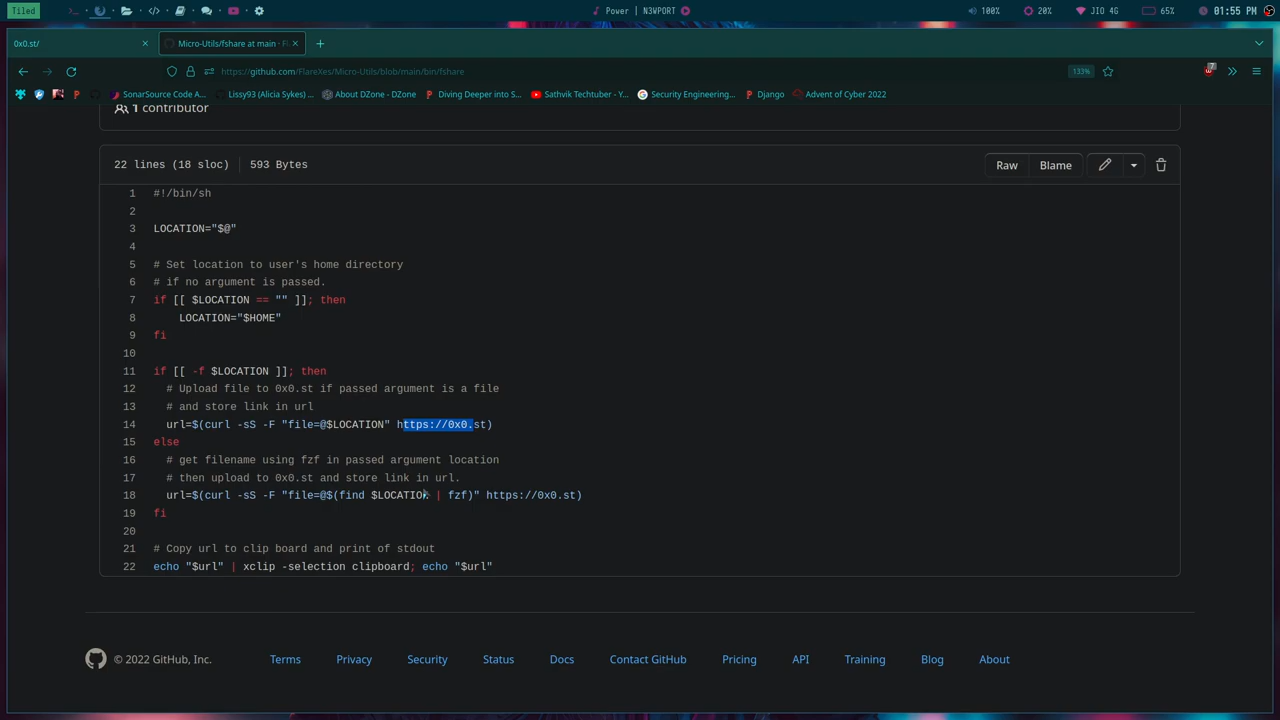 Tiled
Power | N3VPORT
100%
20%
JIO 4G
65%
01:55 PM
0x0.st/
Micro-Utils/fshare at main · F
https://github.com/FlareXes/Micro-Utils/blob/main/bin/fshare
133%
7
SonarSource Code A...
Lissy93 (Alicia Sykes) ...
About DZone - DZone
Diving Deeper into S...
Sathvik Techtuber - Y...
Security Engineering...
Django
Advent of Cyber 2022
1 contributor
22 lines (18 sloc) | 593 Bytes
Raw
Blame
1 #!/bin/sh
2
3 LOCATION="$@"
4
5 # Set location to user's home directory
6 # if no argument is passed.
7 if [[ $LOCATION == "" ]]; then
8 LOCATION="$HOME"
9 fi
10
11 if [[ -f $LOCATION ]]; then
12 # Upload file to 0x0.st if passed argument is a file
13 # and store link in url
14 url=$(curl -sS -F "file=@$LOCATION" https://0x0.st)
15 else
16 # get filename using fzf in passed argument location
17 # then upload to 0x0.st and store link in url.
18 url=$(curl -sS -F "file=@$(find $LOCATION | fzf)" https://0x0.st)
19 fi
20
21 # Copy url to clip board and print of stdout
22 echo "$url" | xclip -selection clipboard; echo "$url"
© 2022 GitHub, Inc.
Terms
Privacy
Security
Status
Docs
Contact GitHub
Pricing
API
Training
Blog
About